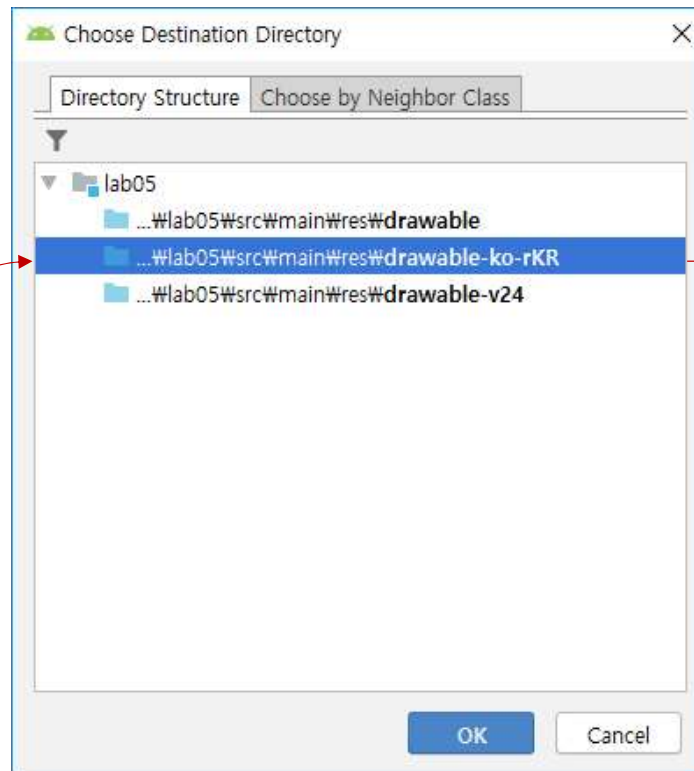 Choose Destination Directory
Directory Structure Choose by Neighbor Class
lab05
...₩lab05₩src₩main₩res₩drawable
...₩lab05₩src₩main₩res₩drawable-ko-rKR
...₩lab05₩src₩main₩res₩drawable-v24
OK Cancel